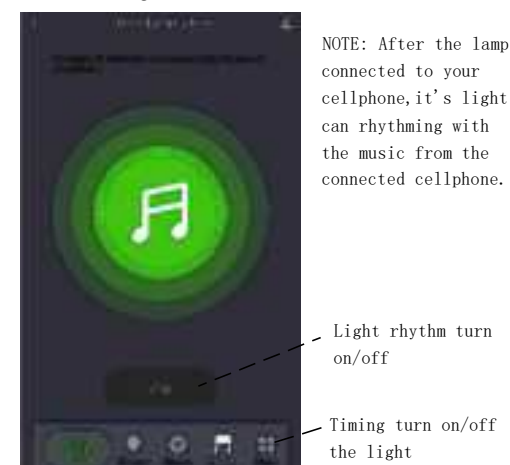 NOTE: After the lamp
connected to your
cellphone,it's light
can rhythming with
the music from the
connected cellphone.
Light rhythm turn
on/off
Timing turn on/off
the light